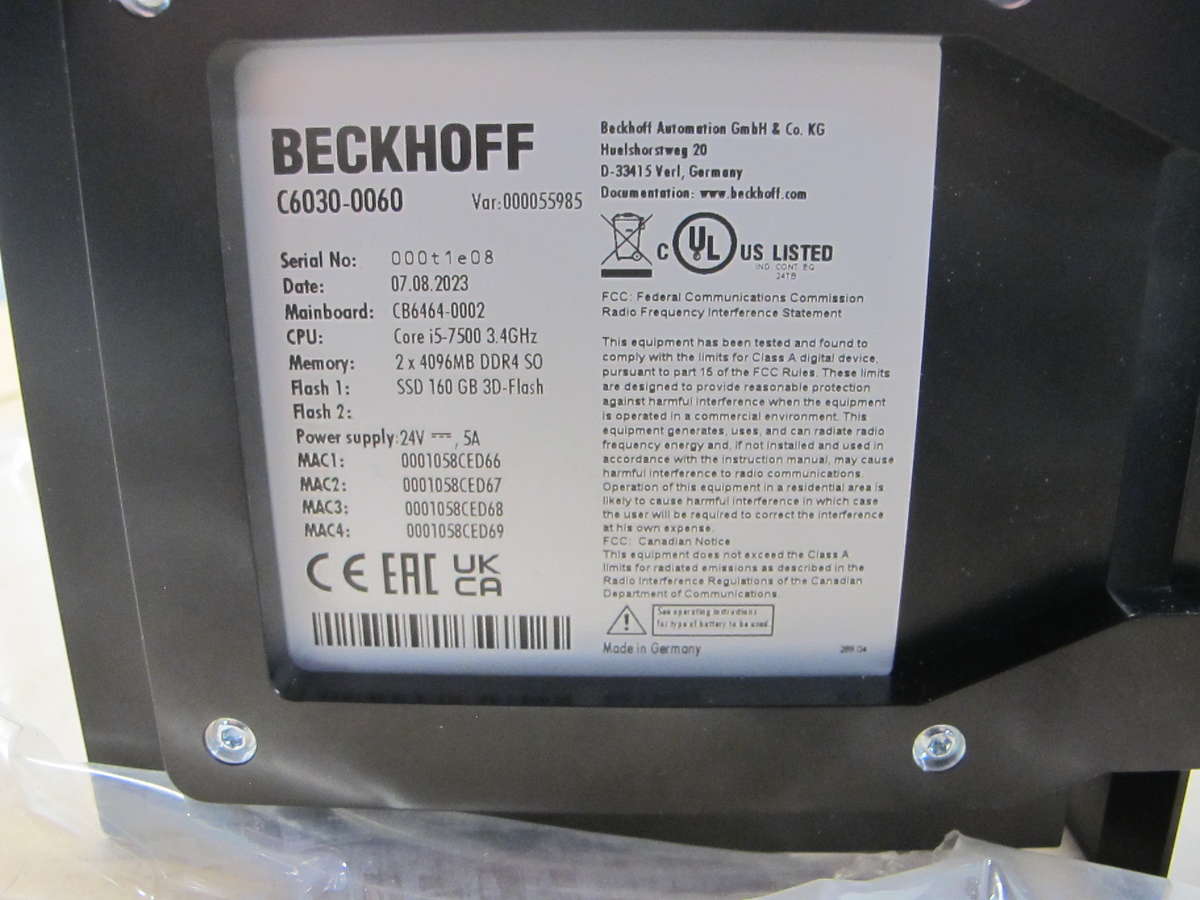 BECKHOFF
C6030-0060 Var:000055985
Serial No: 000t1e08
Date: 07.08.2023
Mainboard: CB6464-0002
CPU: Core i5-7500 3.4GHz
Memory: 2 x 4096MB DDR4 SO
Flash 1: SSD 160 GB 3D-Flash
Flash 2:
Power supply: 24V ⎓, 5A
MAC1: 0001058CED66
MAC2: 0001058CED67
MAC3: 0001058CED68
MAC4: 0001058CED69
CE EAC UK
CA
Beckhoff Automation GmbH & Co. KG
Huelshorstweg 20
D-33415 Verl, Germany
Documentation: www.beckhoff.com
C UL US LISTED
IND. CONT. EQ
24TB
FCC: Federal Communications Commission
Radio Frequency Interference Statement
This equipment has been tested and found to
comply with the limits for Class A digital device,
pursuant to part 15 of the FCC Rules. These limits
are designed to provide reasonable protection
against harmful interference when the equipment
is operated in a commercial environment. This
equipment generates, uses, and can radiate radio
frequency energy and, if not installed and used in
accordance with the instruction manual, may cause
harmful interference to radio communications.
Operation of this equipment in a residential area is
likely to cause harmful interference in which case
the user will be required to correct the interference
at his own expense.
FCC: Canadian Notice
This equipment does not exceed the Class A
limits for radiated emissions as described in the
Radio Interference Regulations of the Canadian
Department of Communications.
See operating instructions
for type of battery to be used.
Made in Germany